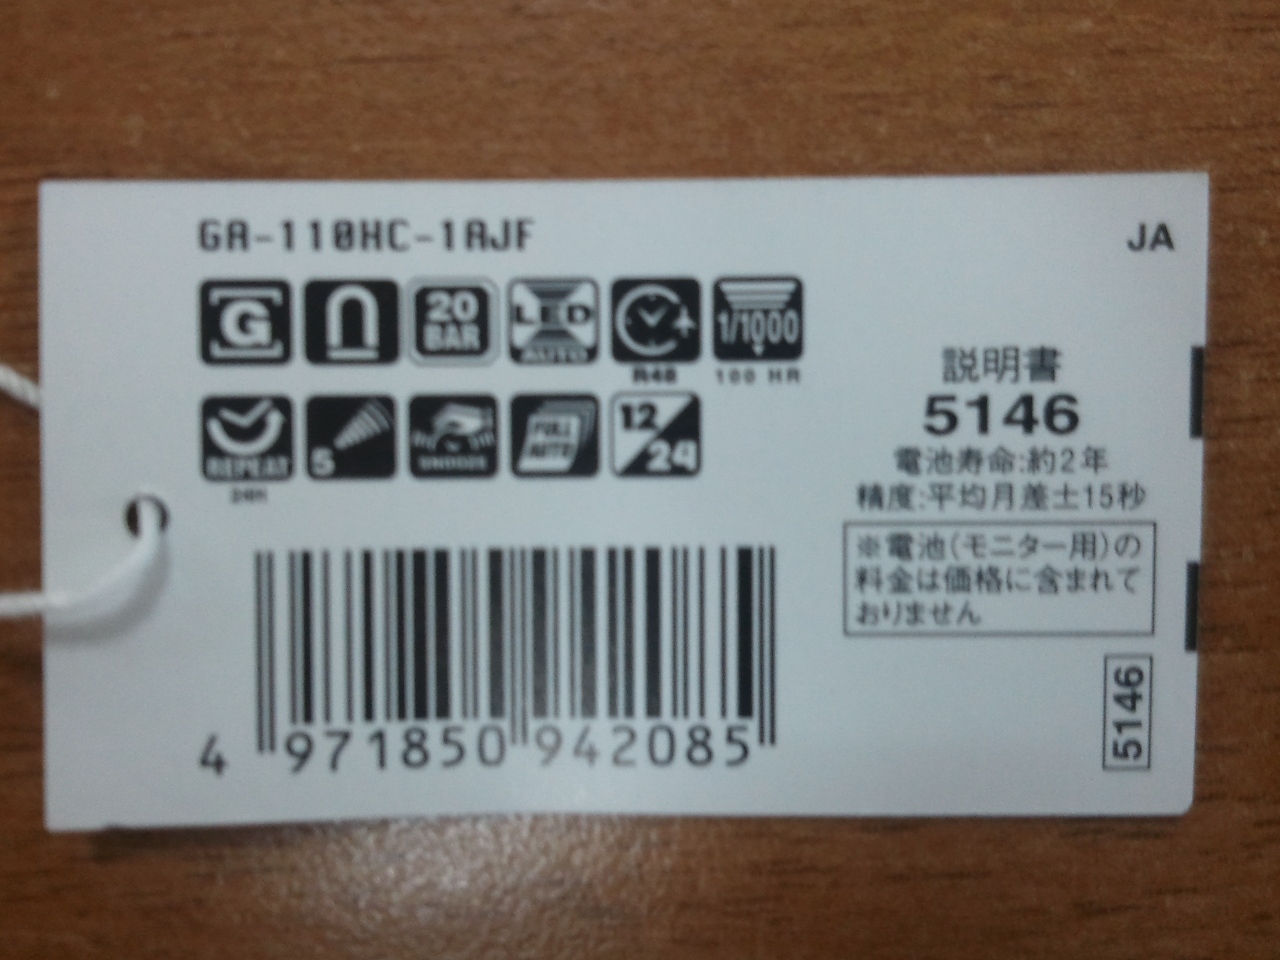 GA-110HC-1AJF
JA
G
20
BAR
LED
AUTO
R48
1/1000
100 HR
REPEAT
24H
5
SNOOZE
FULL
AUTO
12
24
説明書
5146
電池寿命:約2年
精度:平均月差±15秒
※電池(モニター用)の
料金は価格に含まれて
おりません
5146
4 971850 942085